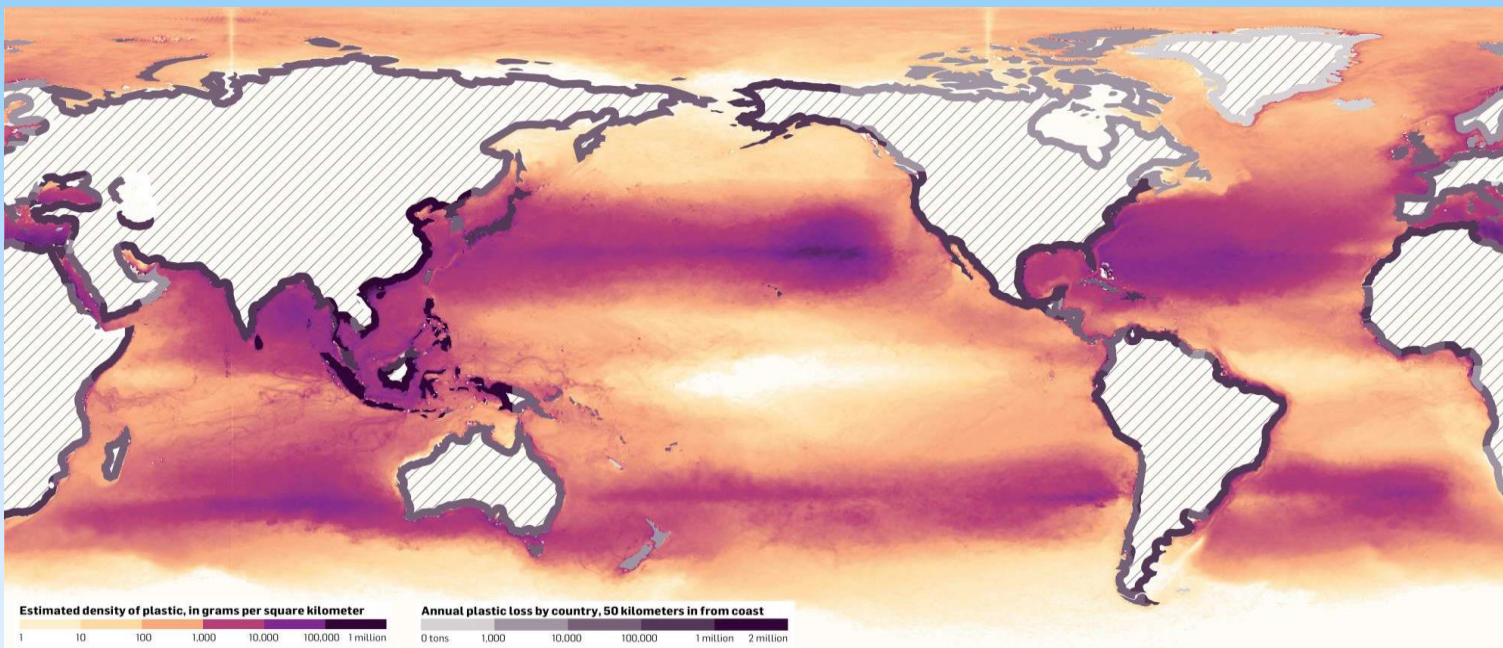 Estimated density of plastic, in grams per square kilometer
1 10 100 1,000 10,000 100,000 1 million
Annual plastic loss by country, 50 kilometers in from coast
0 tons 1,000 10,000 100,000 1 million 2 million